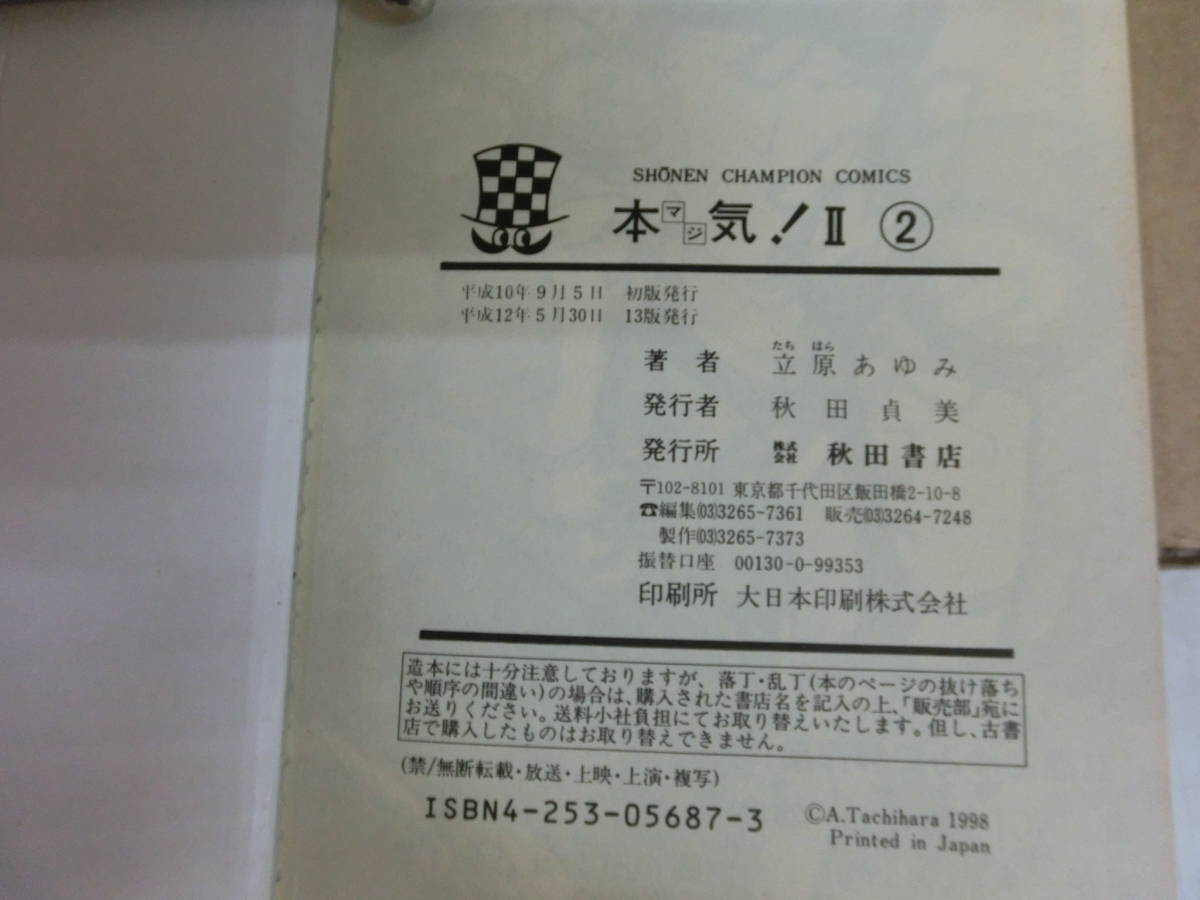 SHŌNEN CHAMPION COMICS
本マジ気!Ⅱ ②
平成10年9月5日 初版発行
平成12年5月30日 13版発行
たち はら
著者 立原あゆみ
発行者 秋田貞美
発行所 株式会社 秋田書店
〒102-8101 東京都千代田区飯田橋2-10-8
☎編集(03)3265-7361 販売(03)3264-7248
製作(03)3265-7373
振替口座 00130-0-99353
印刷所 大日本印刷株式会社
造本には十分注意しておりますが、落丁・乱丁(本のページの抜け落ち
や順序の間違い)の場合は、購入された書店名を記入の上、「販売部」宛に
お送りください。送料小社負担にてお取り替えいたします。但し、古書
店で購入したものはお取り替えできません。
(禁/無断転載・放送・上映・上演・複写)
ISBN4-253-05687-3
©A.Tachihara 1998
Printed in Japan